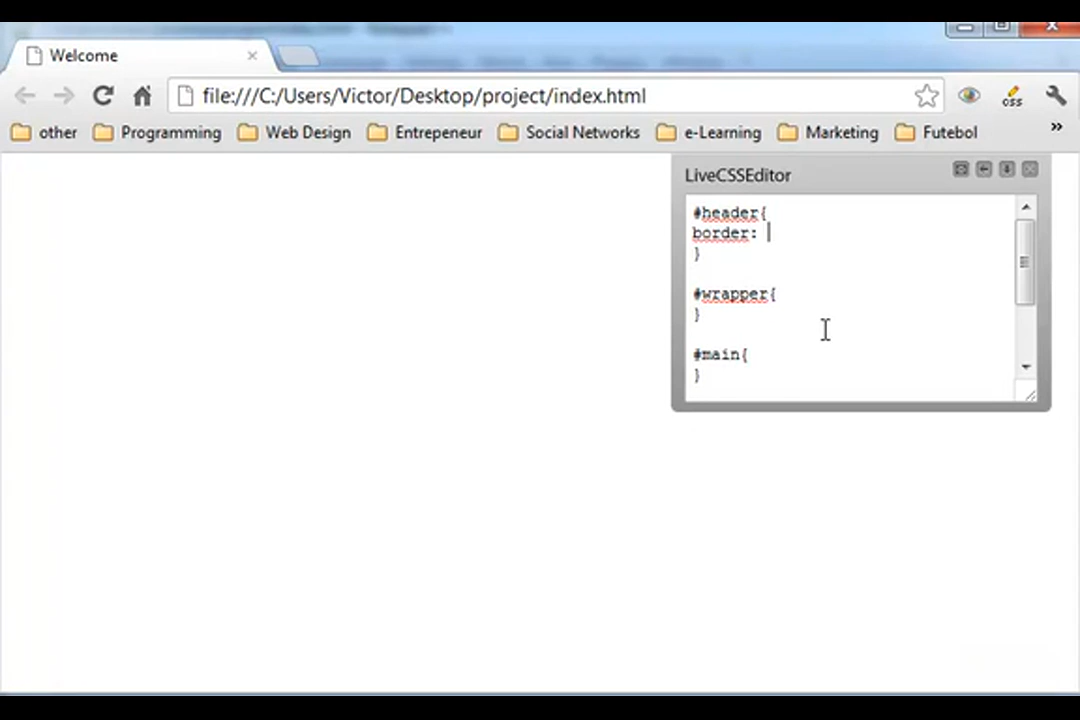 Welcome
file:///C:/Users/Victor/Desktop/project/index.html
css
other Programming Web Design Entrepeneur Social Networks e-Learning Marketing Futebol »
LiveCSSEditor
#header{
border:
}
#wrapper{
}
#main{
}